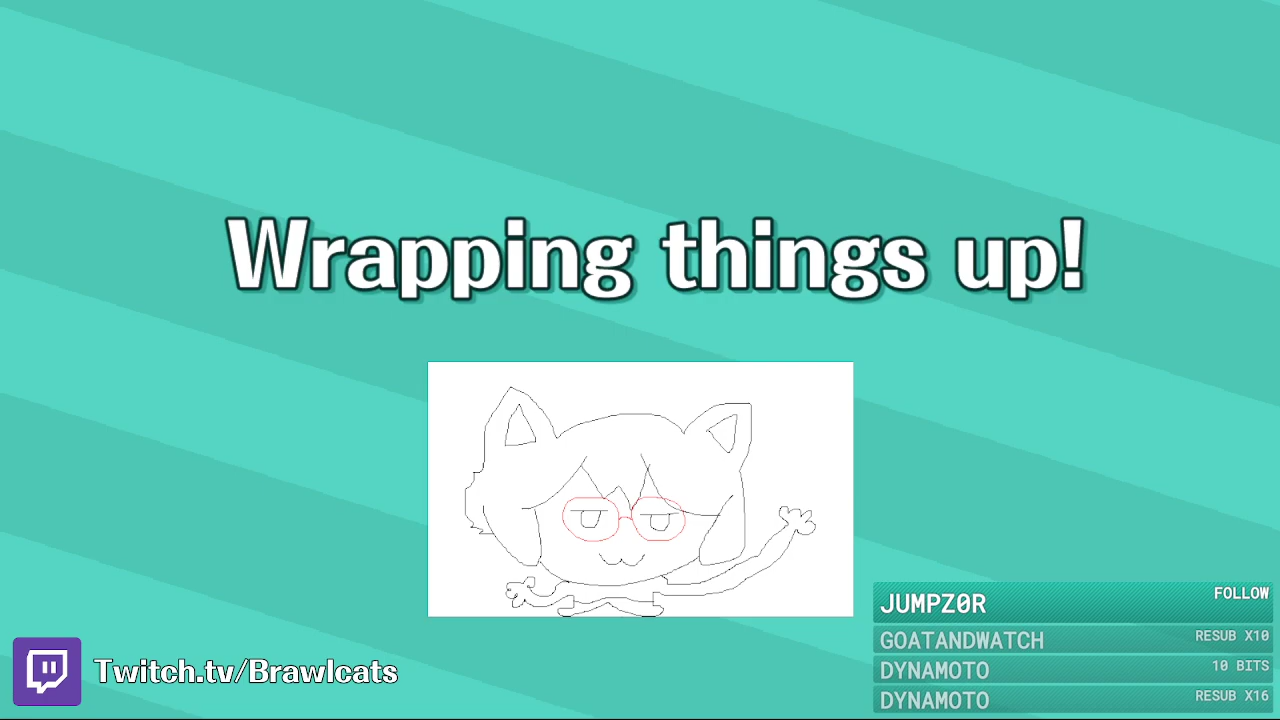 Wrapping things up!
JUMPZ0R FOLLOW
GOATANDWATCH RESUB X10
DYNAMOTO 10 BITS
DYNAMOTO RESUB X16
Twitch.tv/Brawlcats